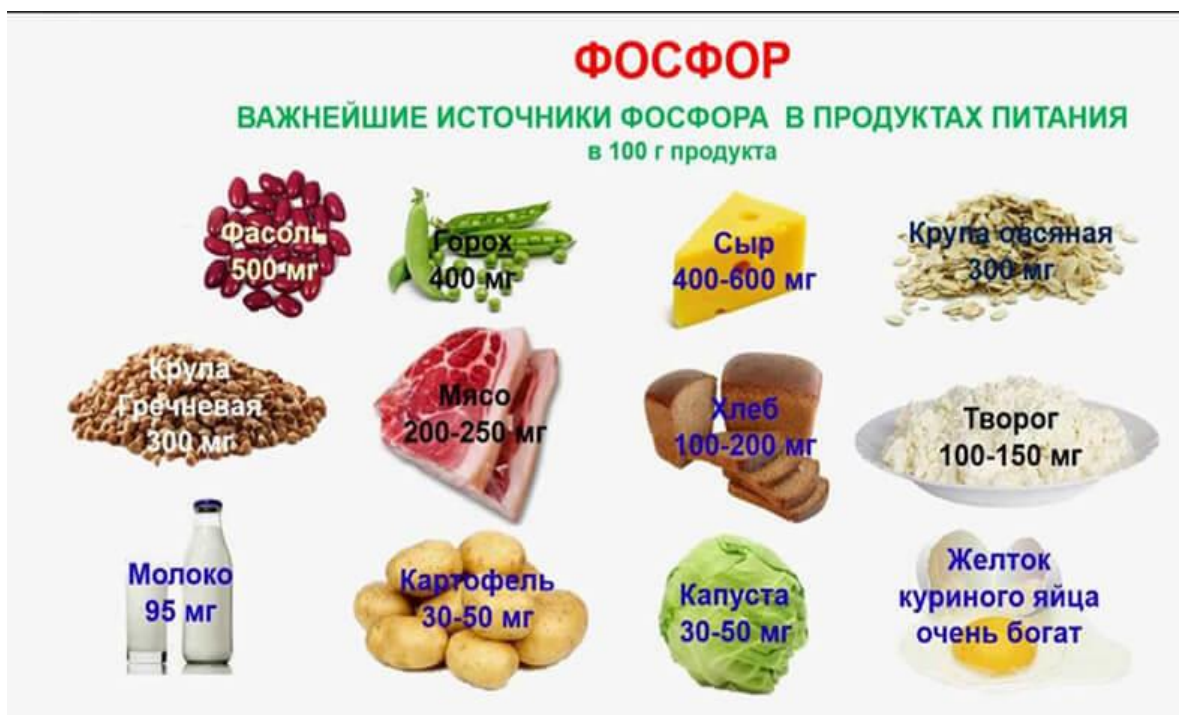 ФОСФОР
ВАЖНЕЙШИЕ ИСТОЧНИКИ ФОСФОРА В ПРОДУКТАХ ПИТАНИЯ
в 100 г продукта
Фасоль
500 мг
Горох
400 мг
Сыр
400-600 мг
Крупа овсяная
300 мг
Крупа
Гречневая
300 мг
Мясо
200-250 мг
Хлеб
100-200 мг
Творог
100-150 мг
Молоко
95 мг
Картофель
30-50 мг
Капуста
30-50 мг
Желток
куриного яйца
очень богат